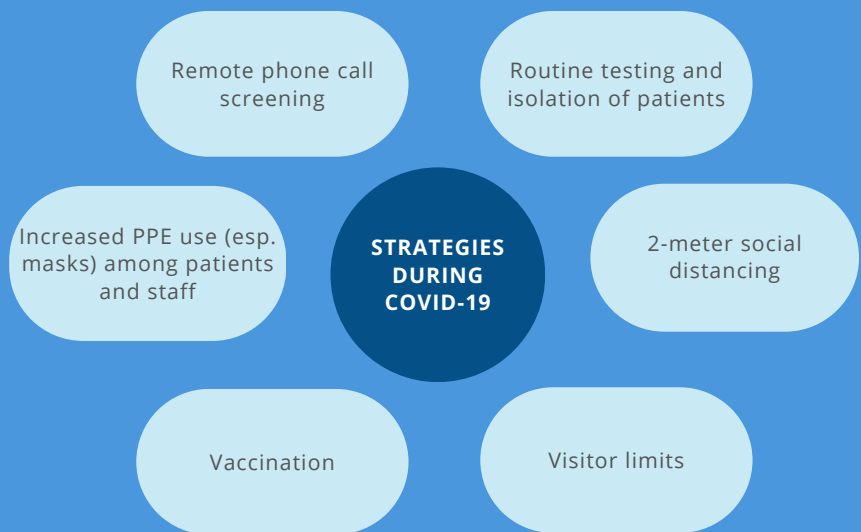 Remote phone call
screening
Routine testing and
isolation of patients
Increased PPE use (esp.
masks) among patients
and staff
STRATEGIES
DURING
COVID-19
2-meter social
distancing
Vaccination
Visitor limits